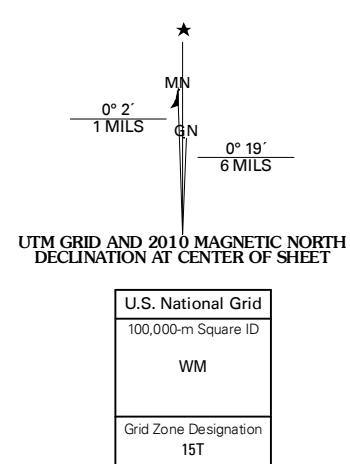 MN
0° 2´
1 MILS
GN
0° 19´
6 MILS
UTM GRID AND 2010 MAGNETIC NORTH
DECLINATION AT CENTER OF SHEET
U.S. National Grid
100,000-m Square ID
WM
Grid Zone Designation
15T